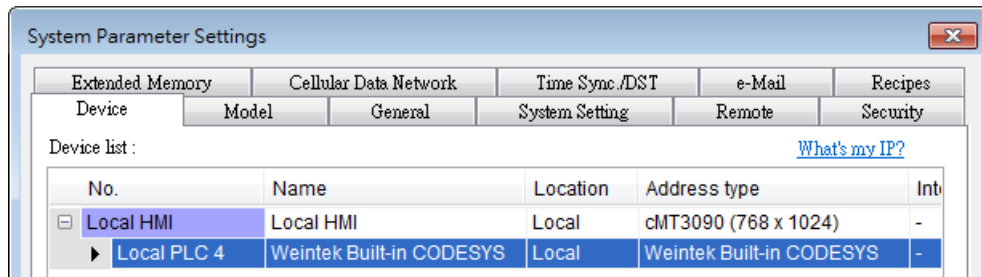 System Parameter Settings
Extended Memory Cellular Data Network Time Sync./DST e-Mail Recipes
Device Model General System Setting Remote Security
Device list : What's my IP?
No. Name Location Address type Inte
Local HMI Local HMI Local cMT3090 (768 x 1024) -
Local PLC 4 Weintek Built-in CODESYS Local Weintek Built-in CODESYS -